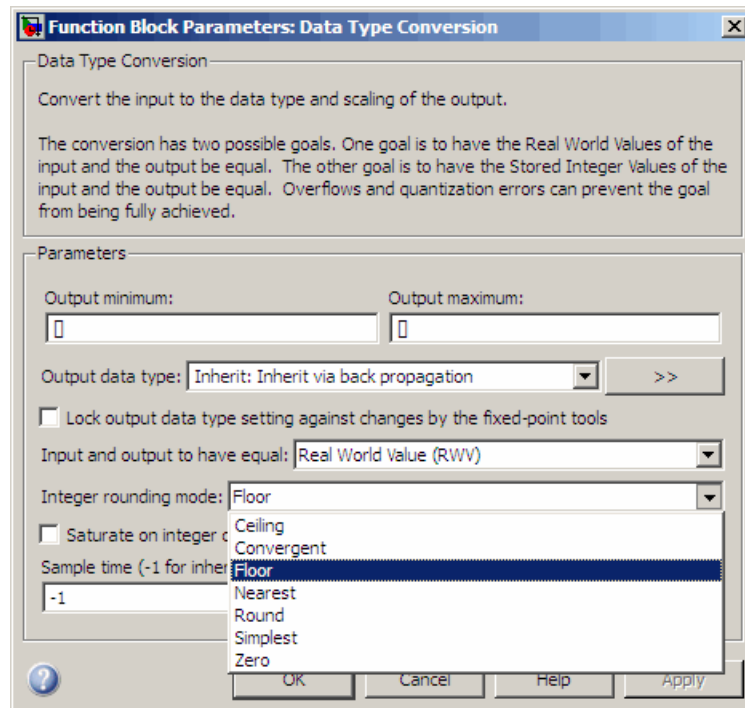 Function Block Parameters: Data Type Conversion
Data Type Conversion
Convert the input to the data type and scaling of the output.
The conversion has two possible goals. One goal is to have the Real World Values of the
input and the output be equal.  The other goal is to have the Stored Integer Values of the
input and the output be equal.  Overflows and quantization errors can prevent the goal
from being fully achieved.
Parameters
Output minimum: Output maximum:
[] []
Output data type: Inherit: Inherit via back propagation >>
Lock output data type setting against changes by the fixed-point tools
Input and output to have equal: Real World Value (RWV)
Integer rounding mode: Floor
Ceiling
Saturate on integer
Convergent
Sample time (-1 for
Floor
-1
Nearest
Round
Simplest
Zero
OK Cancel Help Apply